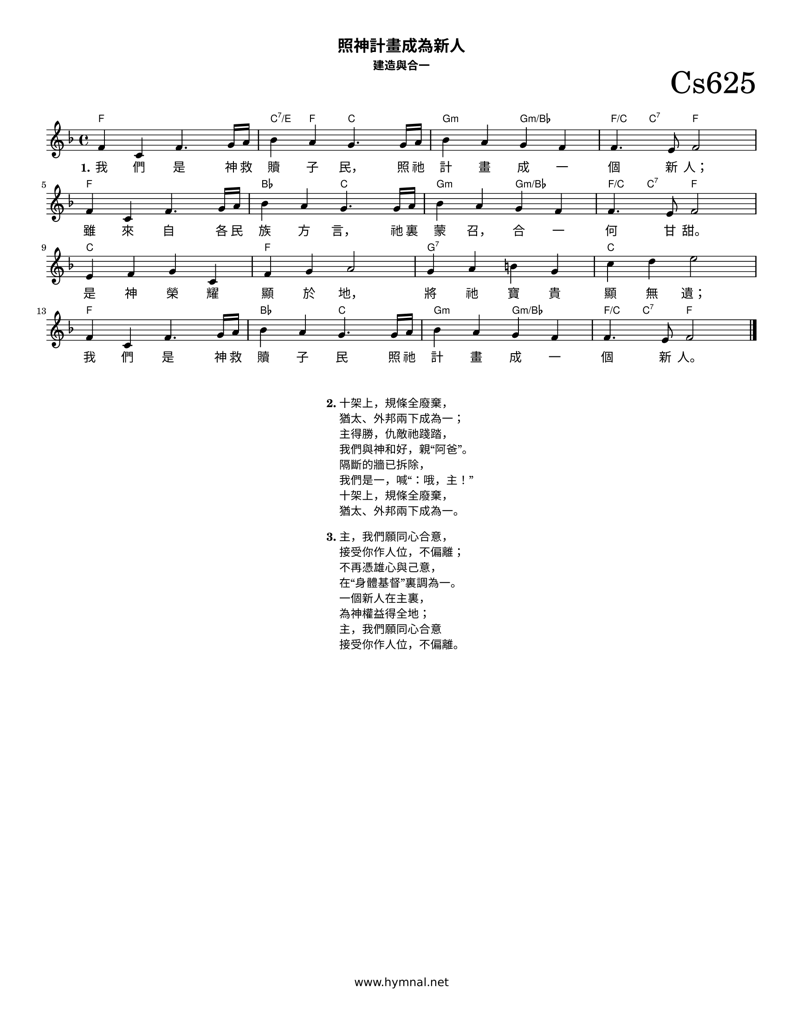 照神計畫成為新人
建造與合一
Cs625
F C7/E F C Gm Gm/B♭ F/C C7 F
1. 我 們 是 神救 贖 子 民， 照祂 計 畫 成 一 個 新 人；
5 F B♭ C Gm Gm/B♭ F/C C7 F
雖 來 自 各民 族 方 言， 祂裏 蒙 召， 合 一 何 甘 甜。
9 C F G7 C
是 神 榮 耀 顯 於 地， 將 祂 寶 貴 顯 無 遺；
13 F B♭ C Gm Gm/B♭ F/C C7 F
我 們 是 神救 贖 子 民 照祂 計 畫 成 一 個 新 人。
2. 十架上，規條全廢棄，
猶太、外邦兩下成為一；
主得勝，仇敵祂踐踏，
我們與神和好，親“阿爸”。
隔斷的牆已拆除，
我們是一，喊“：哦，主！”
十架上，規條全廢棄，
猶太、外邦兩下成為一。
3. 主，我們願同心合意，
接受你作人位，不偏離；
不再憑雄心與己意，
在“身體基督”裏調為一。
一個新人在主裏，
為神權益得全地；
主，我們願同心合意
接受你作人位，不偏離。
www.hymnal.net